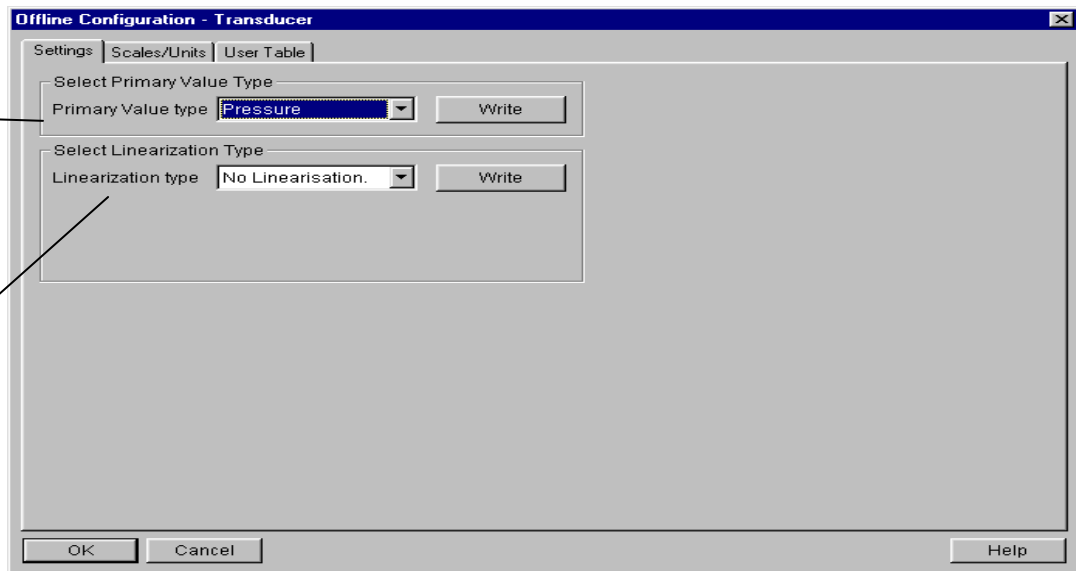 Offline Configuration - Transducer
Settings Scales/Units User Table
Select Primary Value Type
Primary Value type Pressure Write
Select Linearization Type
Linearization type No Linearisation. Write
OK Cancel Help